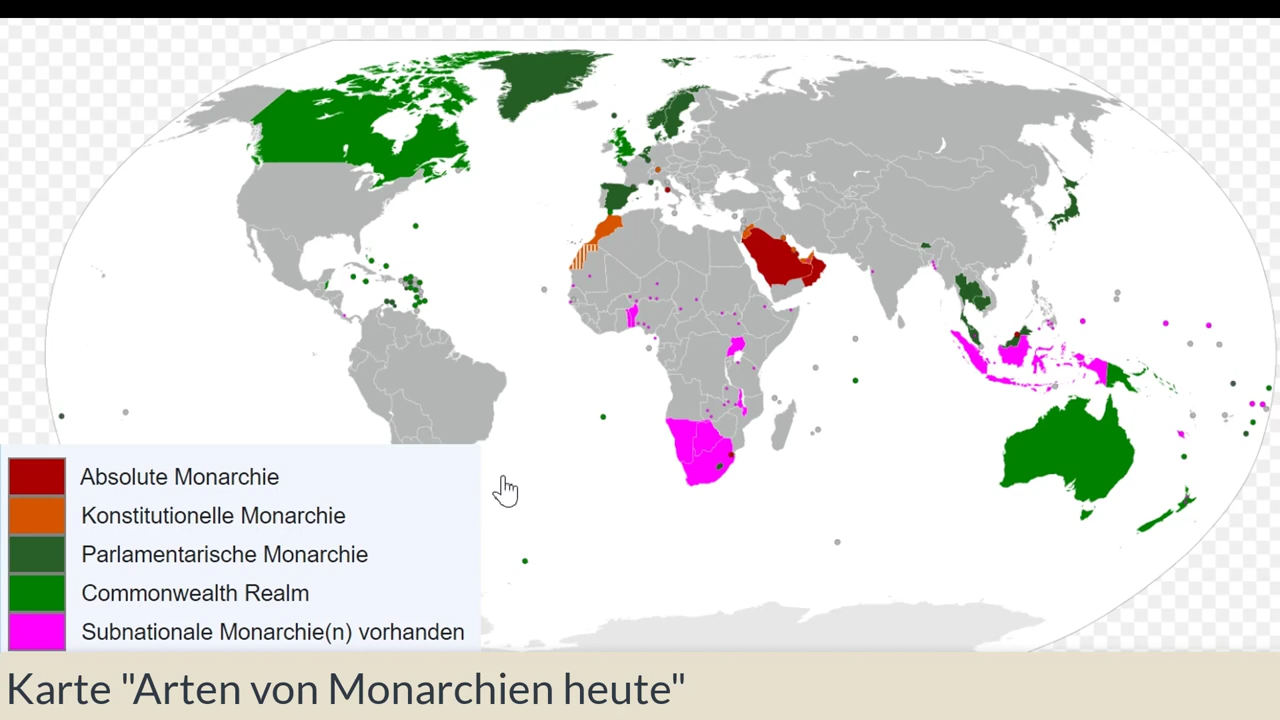 Absolute Monarchie
Konstitutionelle Monarchie
Parlamentarische Monarchie
Commonwealth Realm
Subnationale Monarchie(n) vorhanden
Karte "Arten von Monarchien heute"